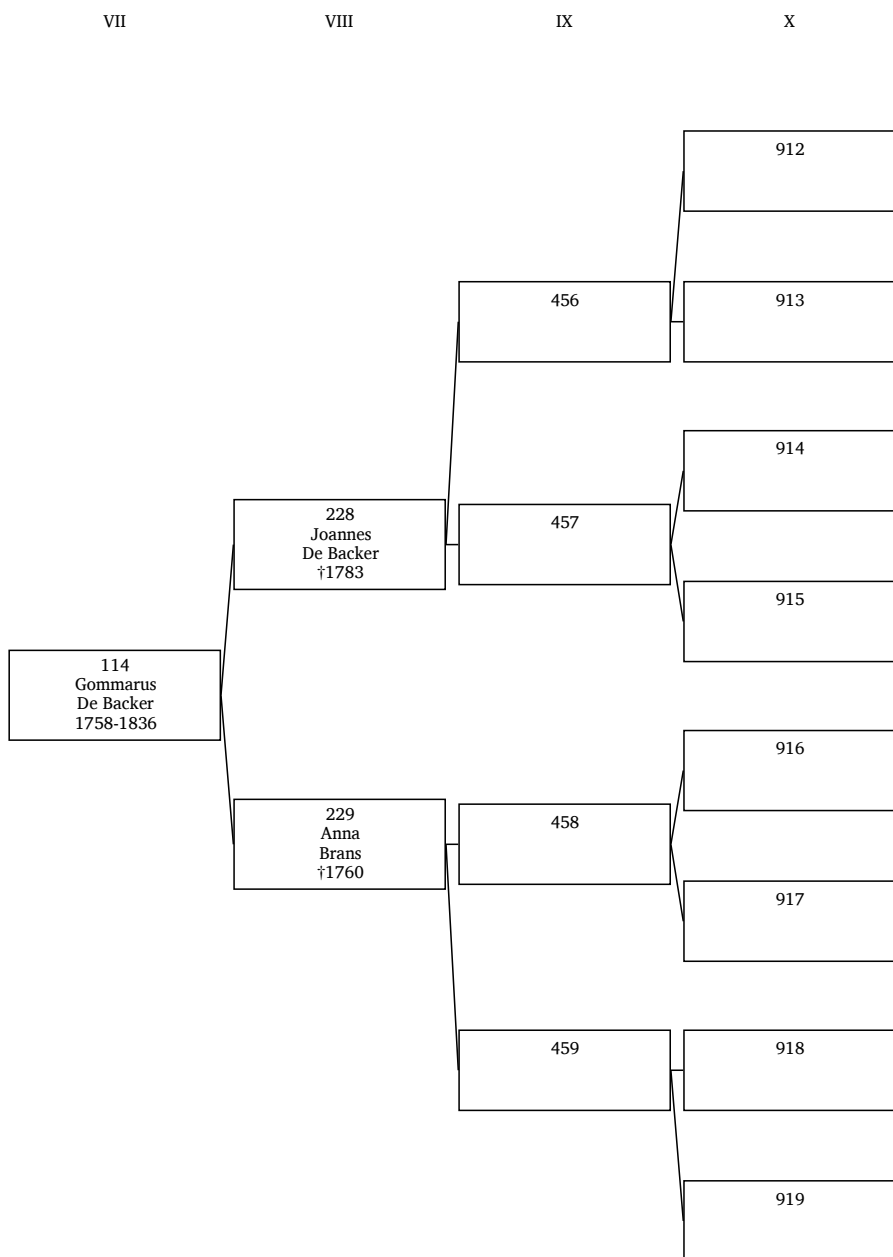 VII
VIII
IX
X
912
456
913
914
228
Joannes
De Backer
†1783
457
915
114
Gommarus
De Backer
1758-1836
916
229
Anna
Brans
†1760
458
917
459
918
919